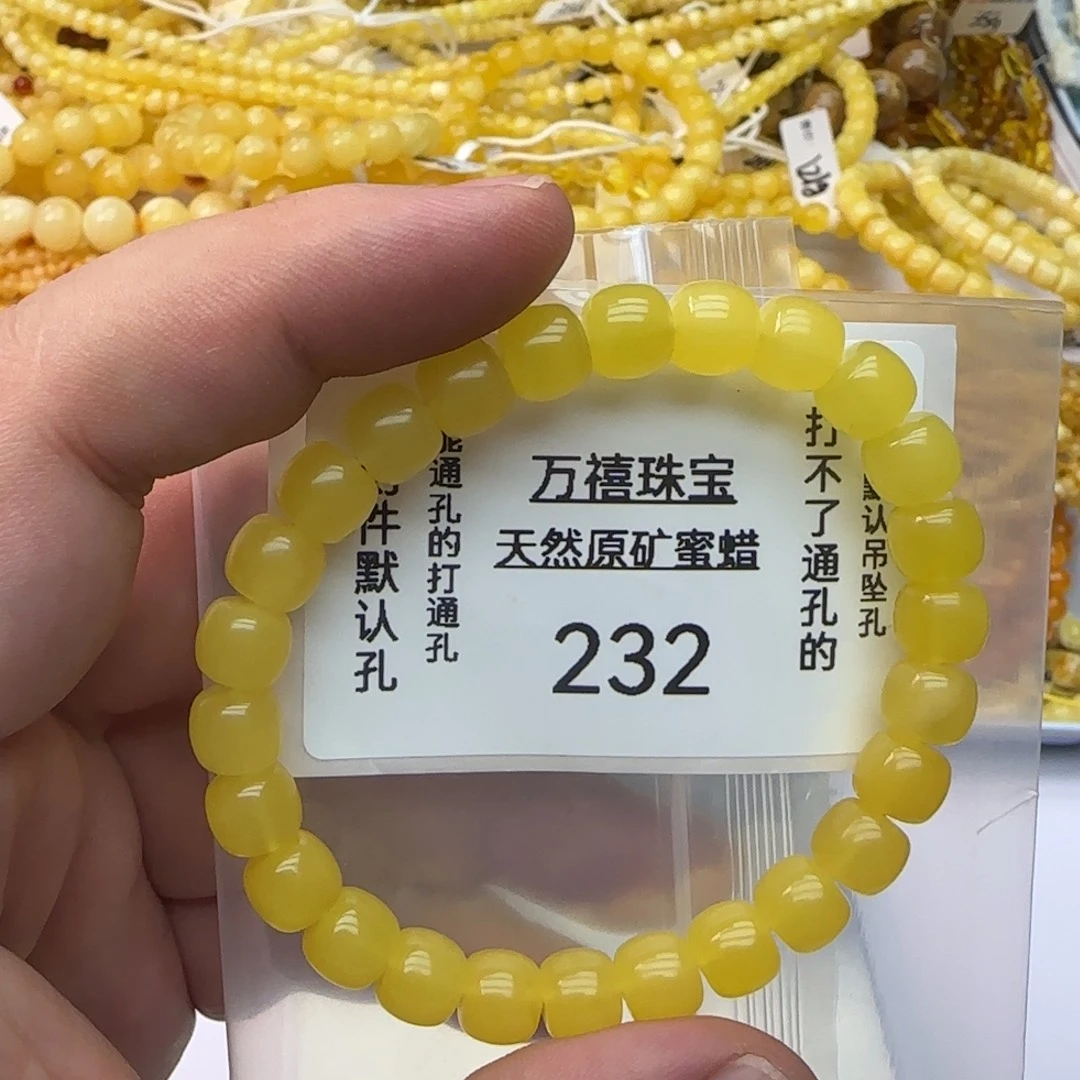 万禧珠宝
天然原矿蜜蜡
232
打不了通孔的
默认吊坠孔
能通孔的打通孔
件默认孔